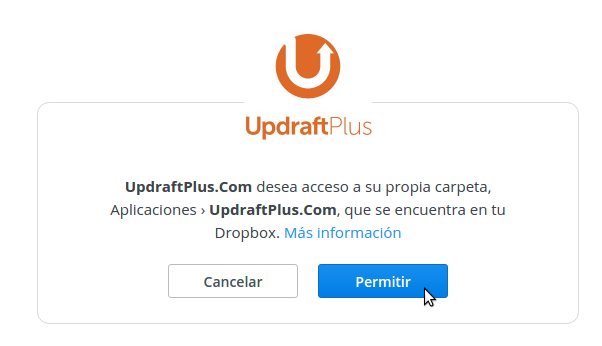 UpdraftPlus
UpdraftPlus.Com desea acceso a su propia carpeta,
Aplicaciones › UpdraftPlus.Com, que se encuentra en tu
Dropbox. Más información
Cancelar
Permitir